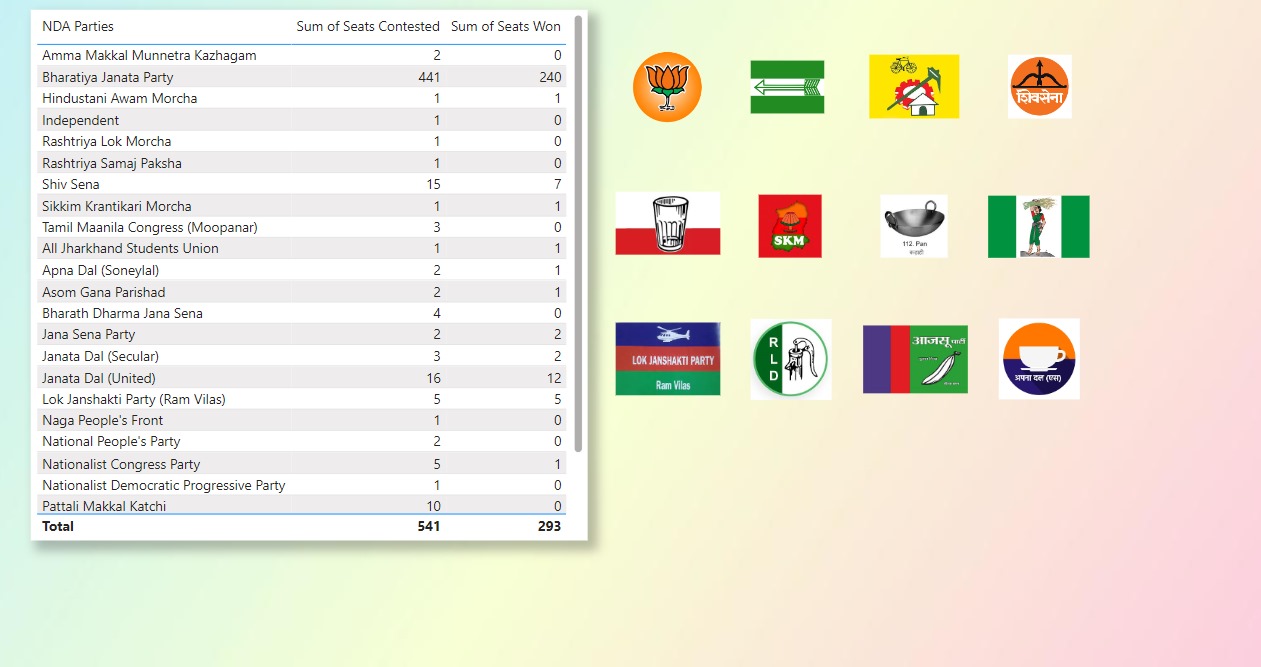 NDA Parties Sum of Seats Contested Sum of Seats Won
Amma Makkal Munnetra Kazhagam 2 0
Bharatiya Janata Party 441 240
Hindustani Awam Morcha 1 1
Independent 1 0
Rashtriya Lok Morcha 1 0
Rashtriya Samaj Paksha 1 0
Shiv Sena 15 7
Sikkim Krantikari Morcha 1 1
Tamil Maanila Congress (Moopanar) 3 0
All Jharkhand Students Union 1 1
Apna Dal (Soneylal) 2 1
Asom Gana Parishad 2 1
Bharath Dharma Jana Sena 4 0
Jana Sena Party 2 2
Janata Dal (Secular) 3 2
Janata Dal (United) 16 12
Lok Janshakti Party (Ram Vilas) 5 5
Naga People's Front 1 0
National People's Party 2 0
Nationalist Congress Party 5 1
Nationalist Democratic Progressive Party 1 0
Pattali Makkal Katchi 10 0
Total 541 293
शिवसेना
SKM
112. Pan
कड़ाही
LOK JANSHAKTI PARTY
Ram Vilas
R
L
D
आजसू पार्टी
अपना दल (एस)